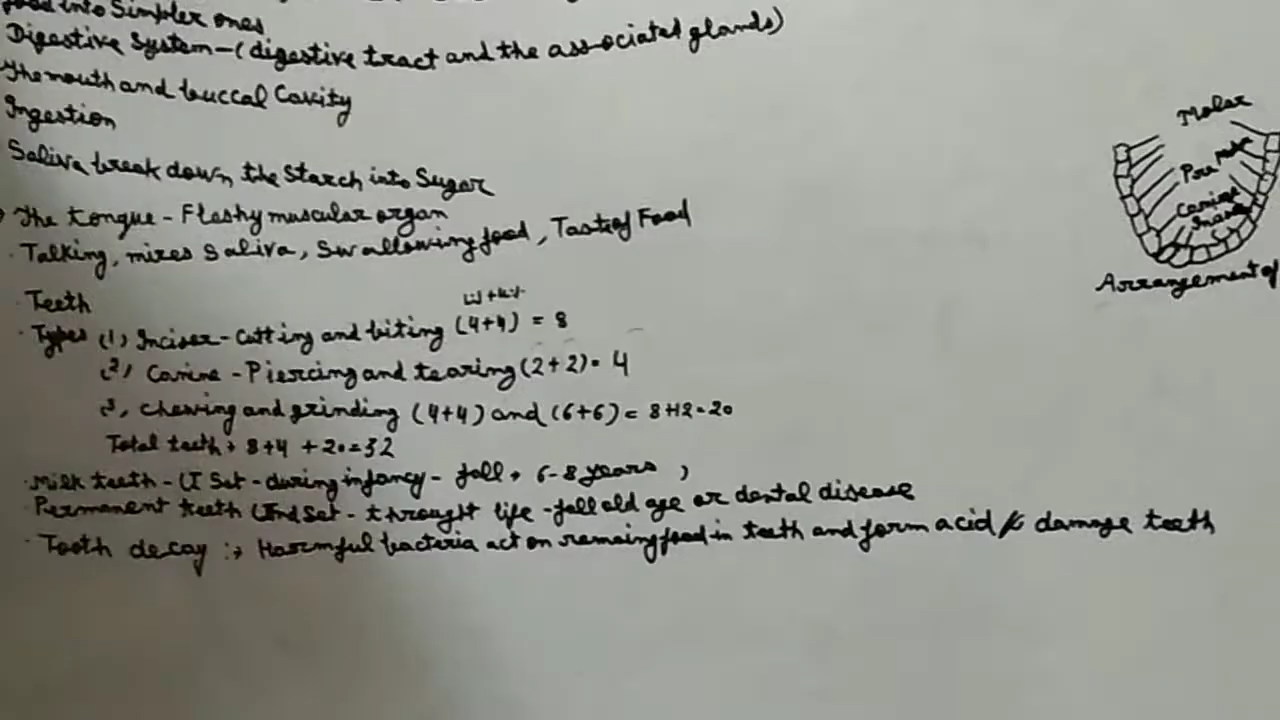 food into Simpler ones
Digestive System-(digestive tract and the associated glands)
The mouth and buccal Cavity
Ingestion
Saliva break down the Starch into Sugar
The tongue - Fleshy muscular organ
Talking, mixes Saliva, Swallowing food, Taste of Food
Teeth
Types (1) Incisor-Cutting and biting (4+4) = 8
(2) Canine - Piercing and tearing (2+2)= 4
(3) chewing and grinding (4+4) and (6+6) = 8+12=20
Total teeth → 8+4 +20=32
Milk teeth - (I Set - during infancy - fall → 6-8 years )
Permanent teeth (IInd Set - throught life - fall old age or dental disease
Tooth decay :→ Harmful bacteria act on remaing food in teeth and form acid & damage teeth
Molar
Pre Molar
Canine
Arrangement of